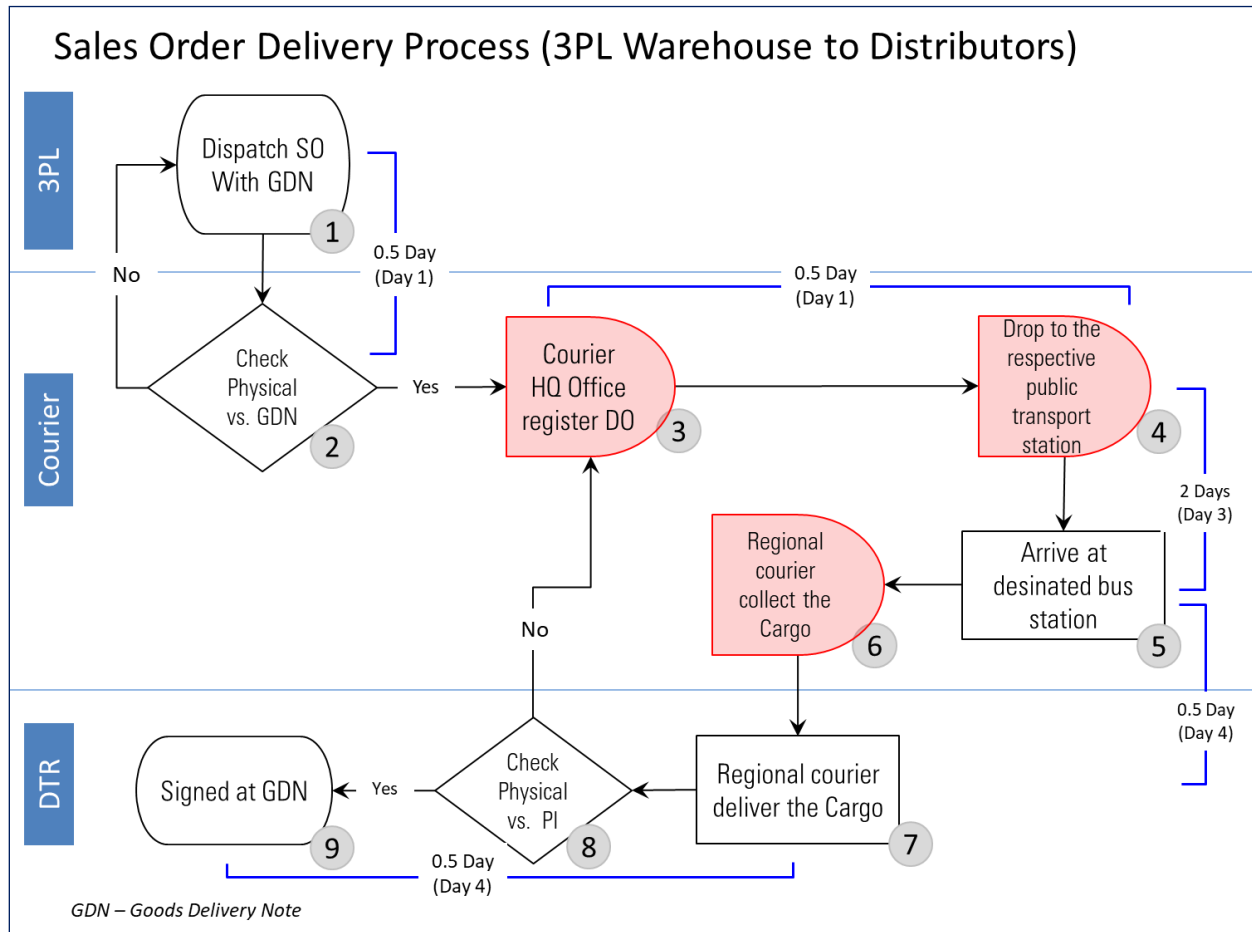 Sales Order Delivery Process (3PL Warehouse to Distributors)
3PL
Dispatch SO
With GDN
1
0.5 Day
(Day 1)
No
Courier
Check
Physical
vs. GDN
2
Yes
0.5 Day
(Day 1)
Courier
HQ Office
register DO
3
Drop to the
respective
public
transport
station
4
2 Days
(Day 3)
Arrive at
desinated bus
station
5
Regional
courier
collect the
Cargo
6
No
0.5 Day
(Day 4)
DTR
Regional courier
deliver the Cargo
7
Check
Physical
vs. PI
8
Yes
Signed at GDN
9
0.5 Day
(Day 4)
GDN – Goods Delivery Note